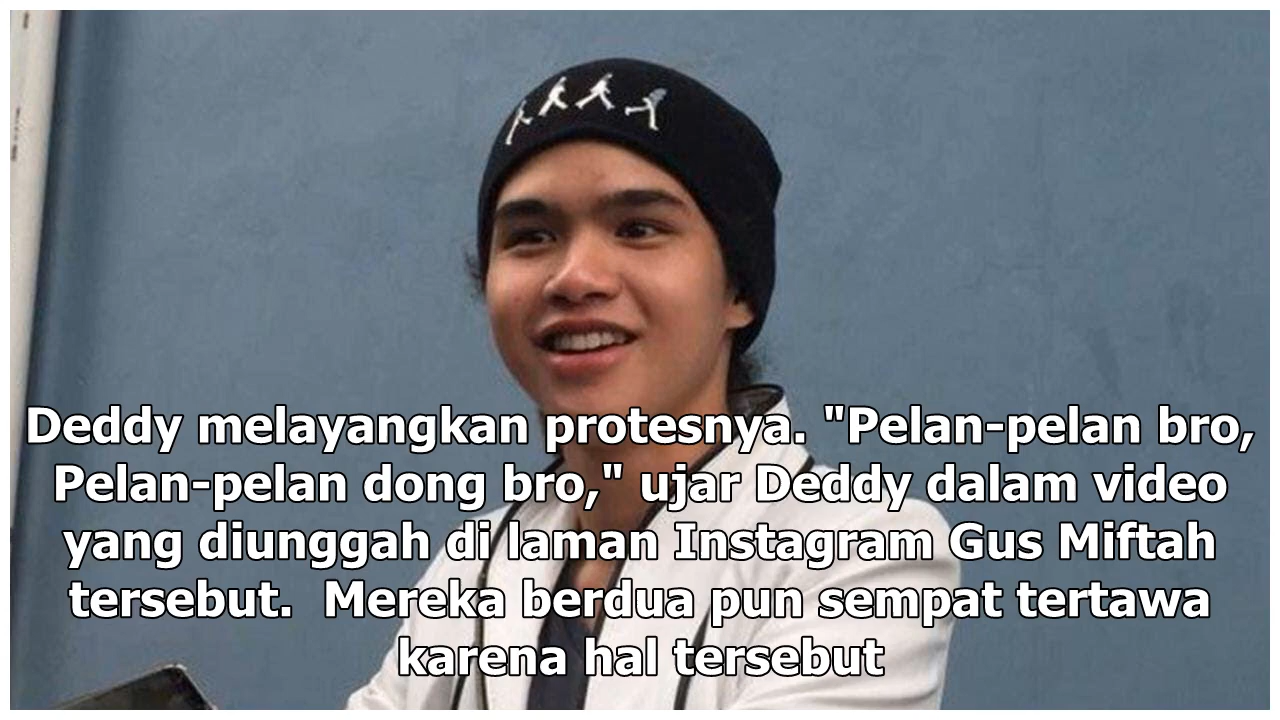 Deddy melayangkan protesnya. "Pelan-pelan bro,
Pelan-pelan dong bro," ujar Deddy dalam video
yang diunggah di laman Instagram Gus Miftah
tersebut.  Mereka berdua pun sempat tertawa
karena hal tersebut